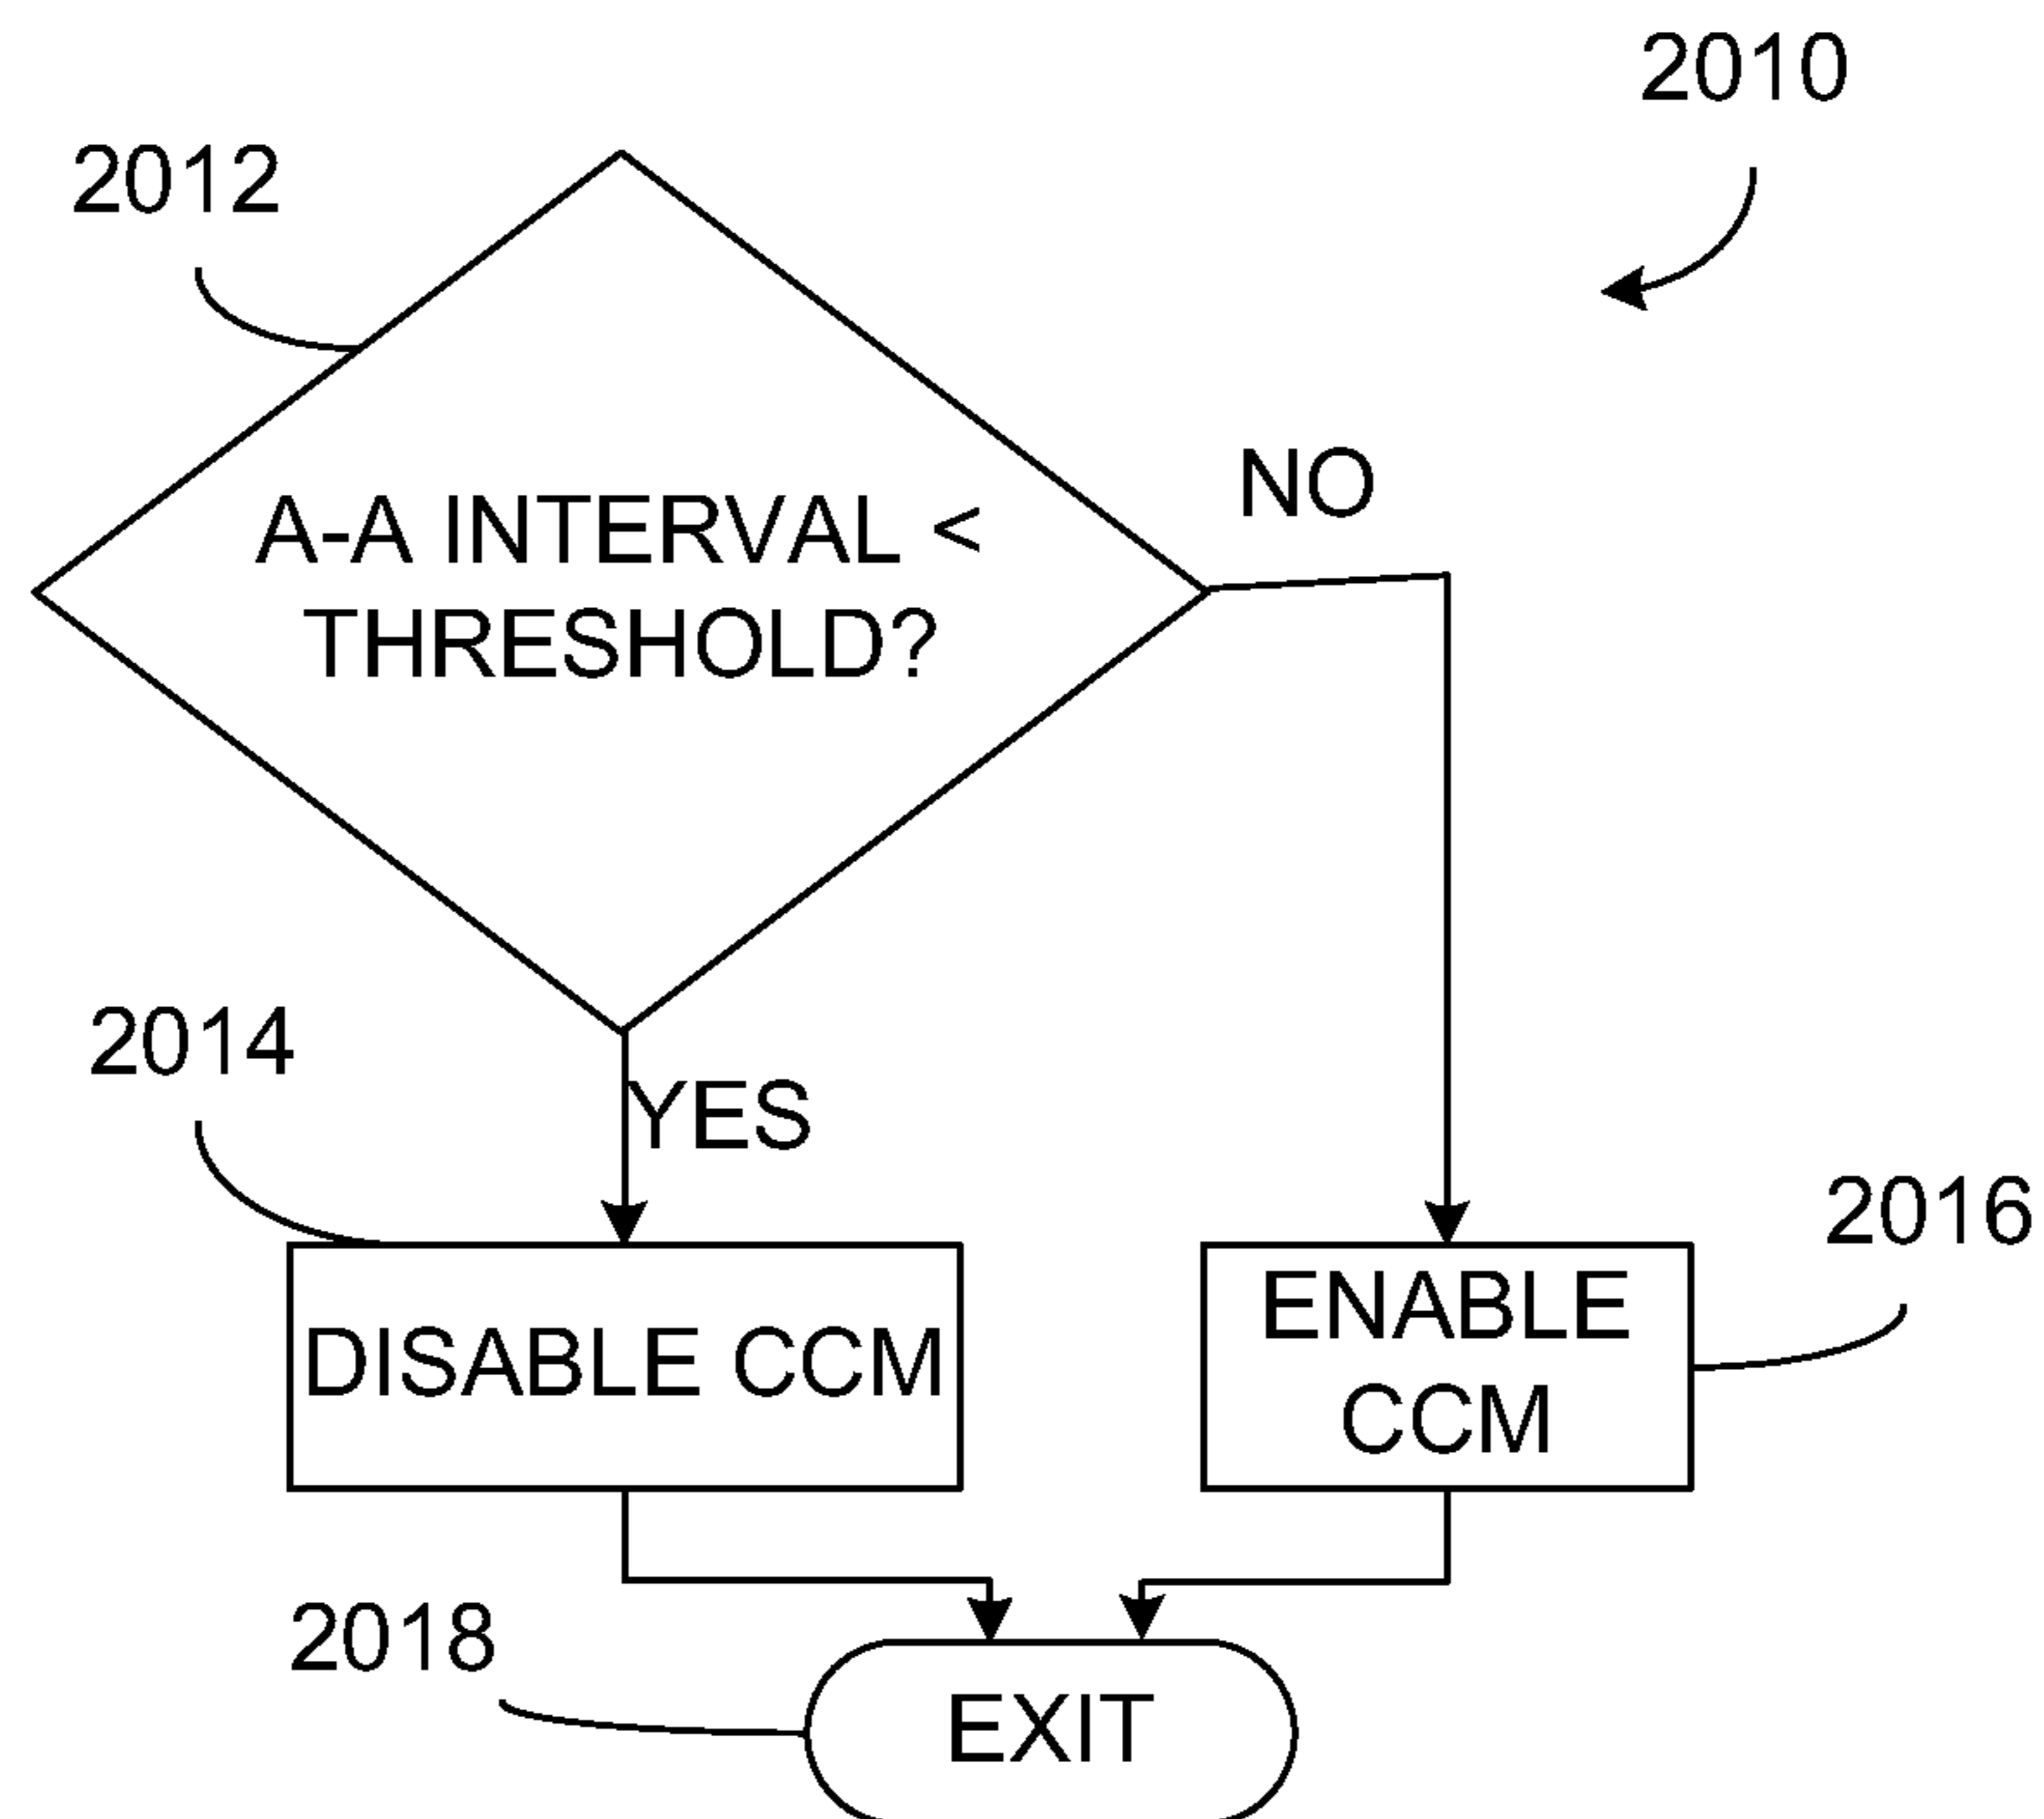 2010
2012
NO
A-A INTERVAL <
THRESHOLD?
2014
YES
2016
DISABLE CCM
ENABLE
CCM
2018
EXIT